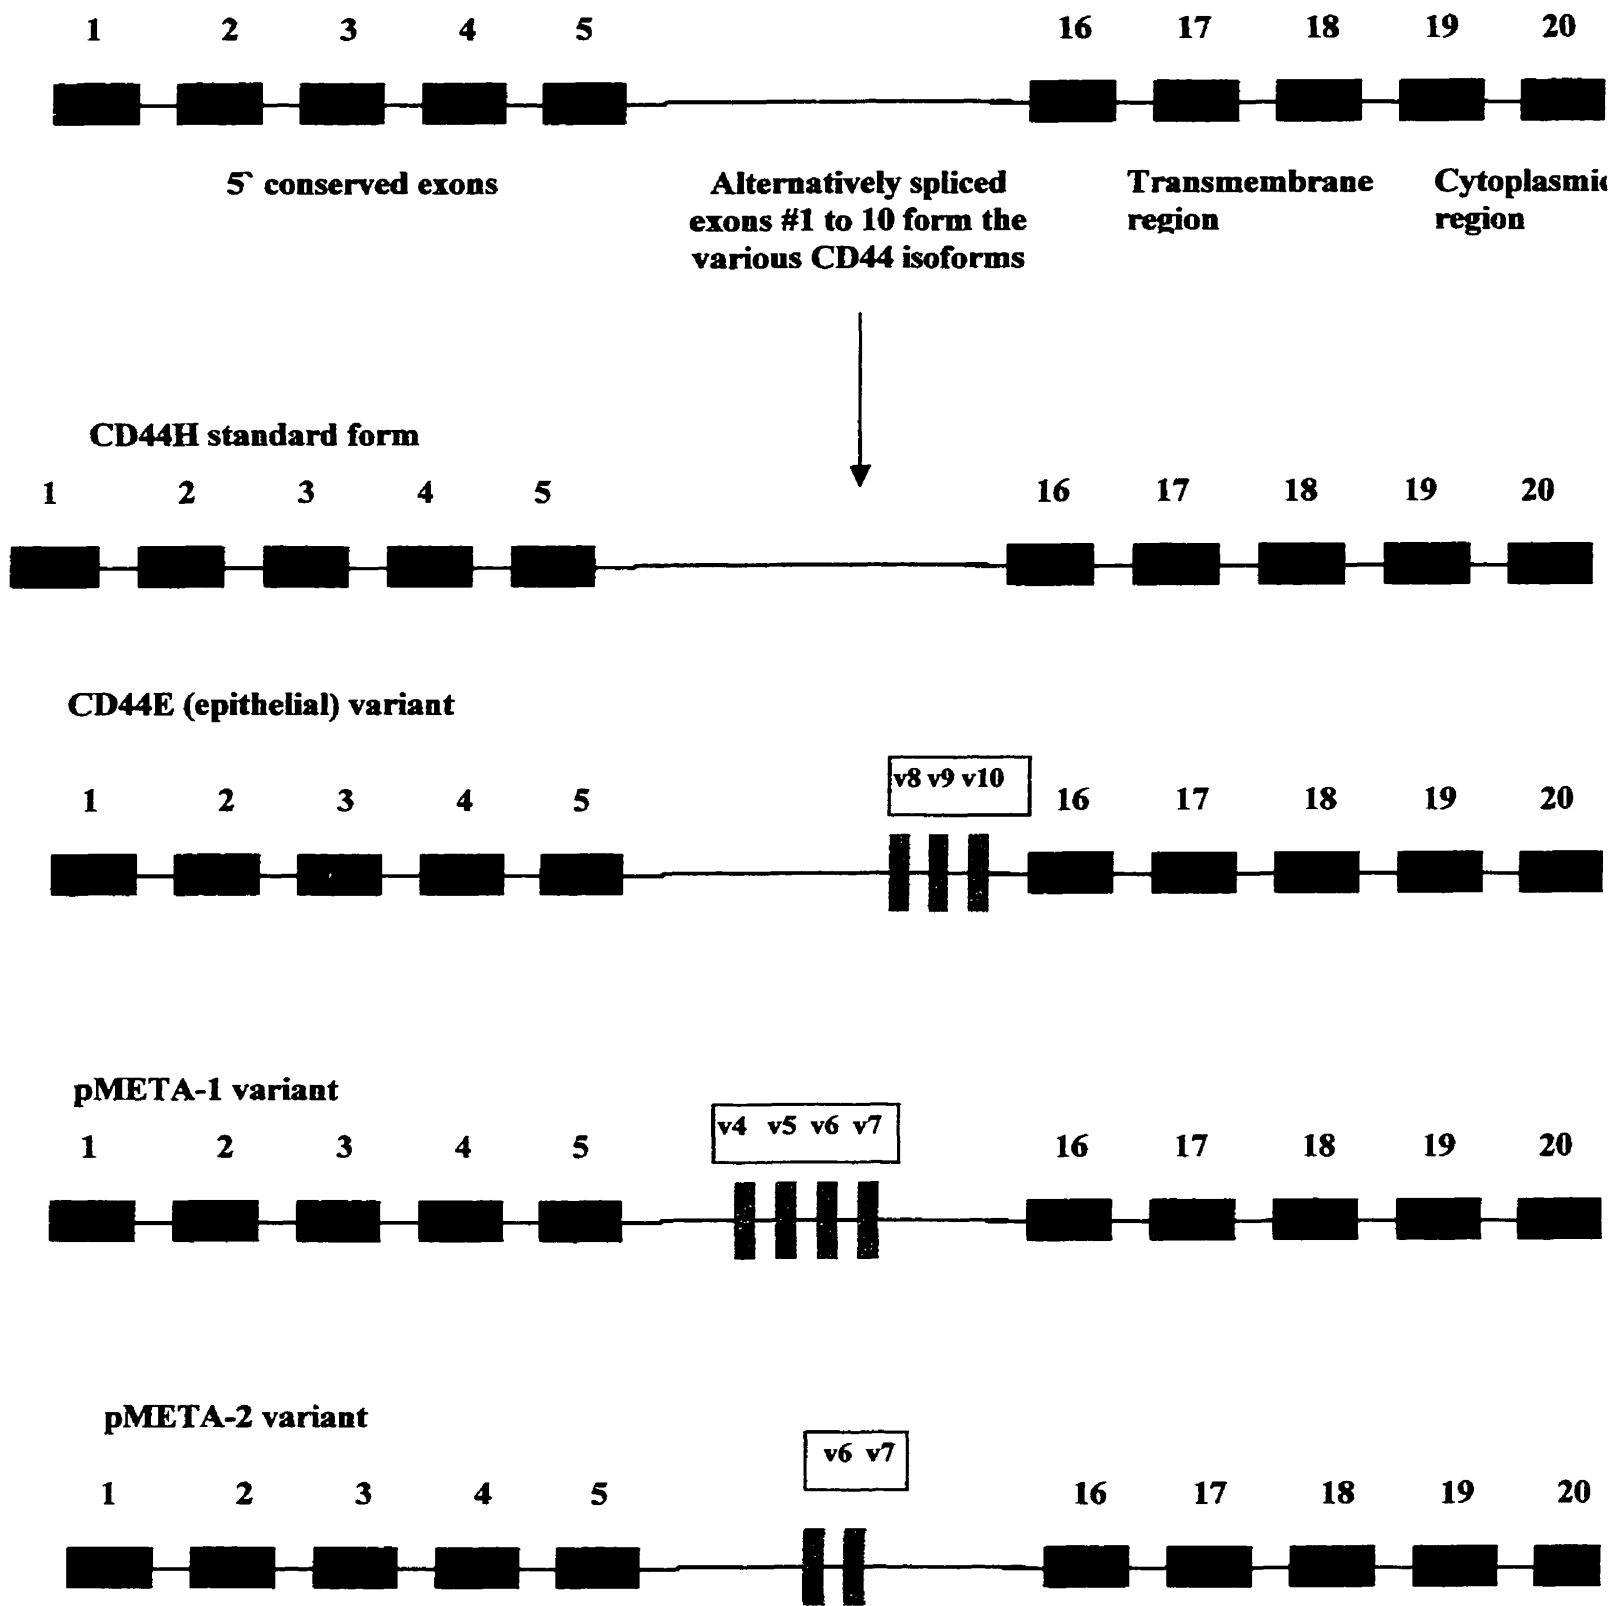 1 2 3 4 5 16 17 18 19 20
5` conserved exons
Alternatively spliced
exons #1 to 10 form the
various CD44 isoforms
Transmembrane
region
Cytoplasmic
region
CD44H standard form
1 2 3 4 5 16 17 18 19 20
CD44E (epithelial) variant
v8 v9 v10
1 2 3 4 5 16 17 18 19 20
pMETA-1 variant
v4 v5 v6 v7
1 2 3 4 5 16 17 18 19 20
pMETA-2 variant
v6 v7
1 2 3 4 5 16 17 18 19 20